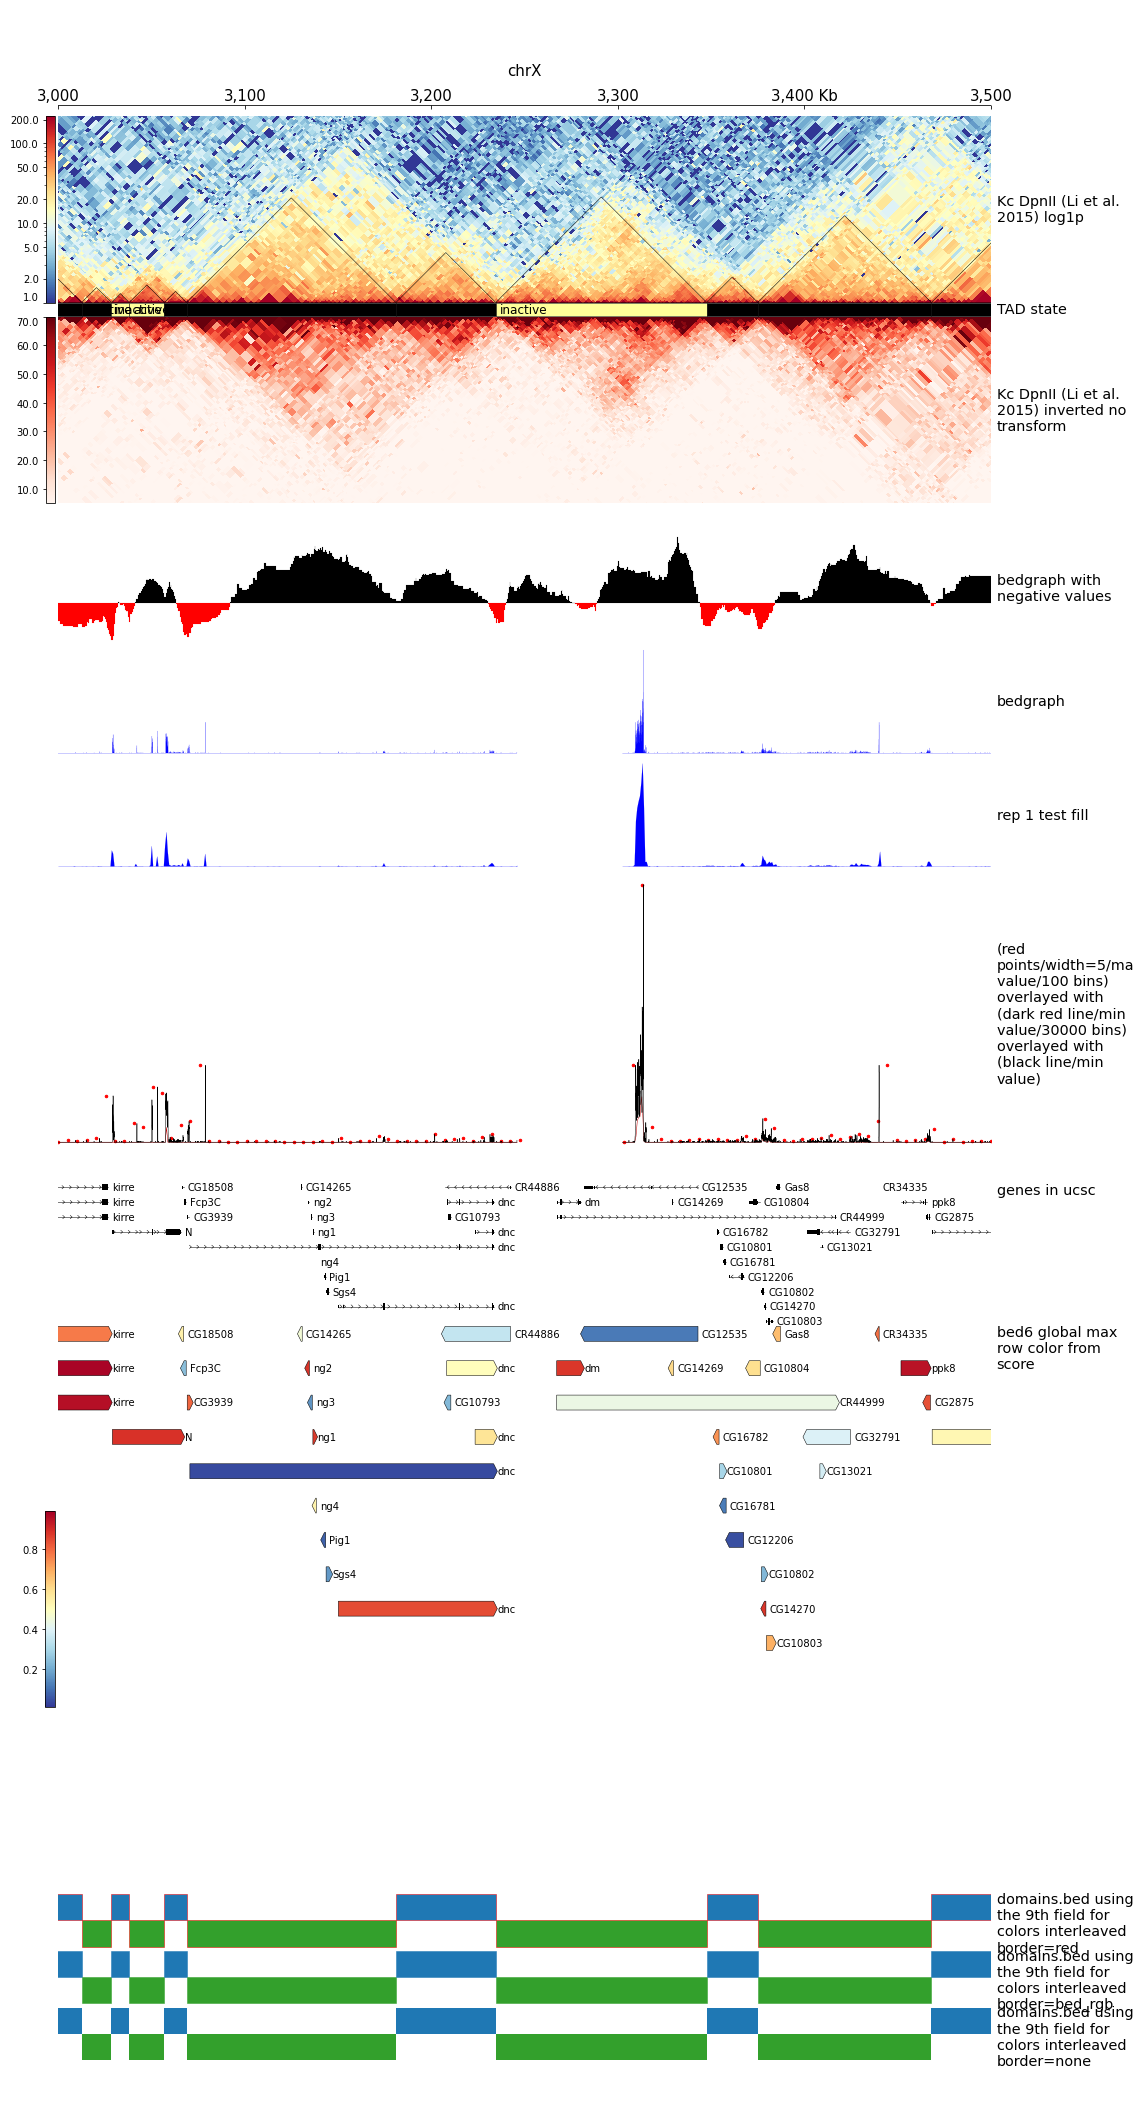 chrX
3,000 3,100 3,200 3,300 3,400 Kb 3,500
200.0
100.0
50.0
20.0
10.0
5.0
2.0
1.0
Kc DpnII (Li et al.
2015) log1p
inactive inactive
TAD state
70.0
60.0
50.0
40.0
30.0
20.0
10.0
Kc DpnII (Li et al.
2015) inverted no
transform
bedgraph with
negative values
bedgraph
rep 1 test fill
(red
points/width=5/ma
value/100 bins)
overlayed with
(dark red line/min
value/30000 bins)
overlayed with
(black line/min
value)
kirre CG18508 CG14265 CR44886 CG12535 Gas8 CR34335
genes in ucsc
kirre Fcp3C ng2 dnc dm CG14269 CG10804 ppk8
kirre CG3939 ng3 CG10793 CR44999 CG2875
N ng1 dnc CG16782 CG32791
dnc CG10801 CG13021
ng4 CG16781
Pig1 CG12206
Sgs4 CG10802
dnc CG14270
CG10803
kirre CG18508 CG14265 CR44886 CG12535 Gas8 CR34335
bed6 global max
row color from
score
kirre Fcp3C ng2 dnc dm CG14269 CG10804 ppk8
kirre CG3939 ng3 CG10793 CR44999 CG2875
N ng1 dnc CG16782 CG32791
dnc CG10801 CG13021
ng4 CG16781
Pig1 CG12206
Sgs4 CG10802
dnc CG14270
CG10803
0.8
0.6
0.4
0.2
domains.bed using
the 9th field for
colors interleaved
border=red
domains.bed using
the 9th field for
colors interleaved
border=bed_rgb
domains.bed using
the 9th field for
colors interleaved
border=none